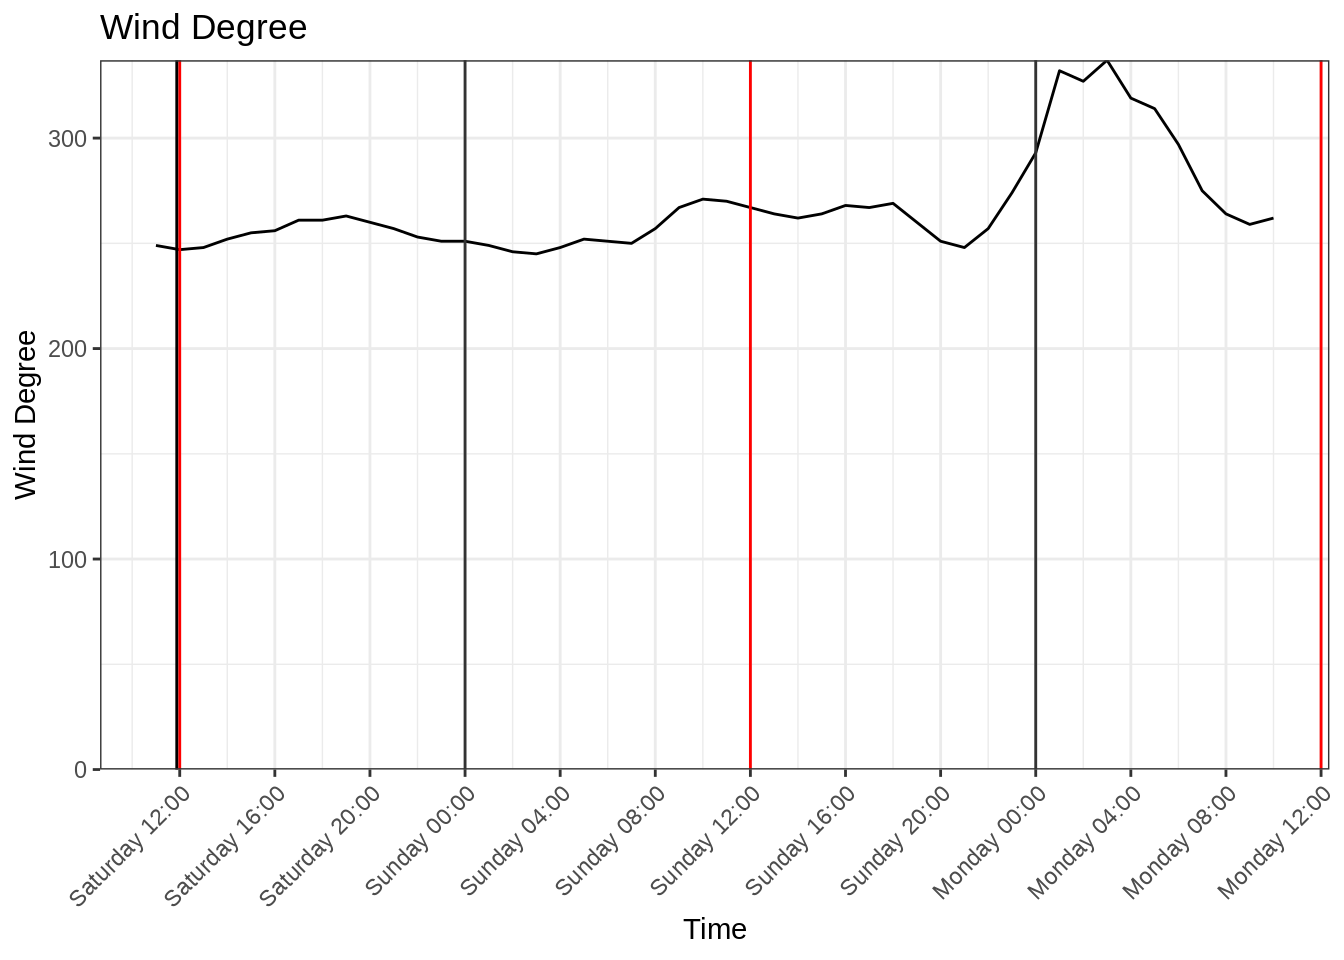 Wind Degree
Wind Degree
300
200
100
0
Saturday 12:00
Saturday 16:00
Saturday 20:00
Sunday 00:00
Sunday 04:00
Sunday 08:00
Sunday 12:00
Sunday 16:00
Sunday 20:00
Monday 00:00
Monday 04:00
Monday 08:00
Monday 12:00
Time